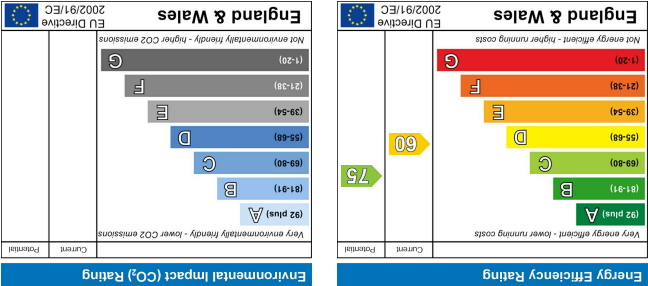 Energy Efficiency Rating
Current
Potential
Very energy efficient - lower running costs
(92 plus) A
(81-91) B
(69-80) C
(55-68) D
(39-54) E
(21-38) F
(1-20) G
Not energy efficient - higher running costs
60
75
England & Wales
EU Directive
2002/91/EC
Environmental Impact (CO₂) Rating
Current
Potential
Very environmentally friendly - lower CO2 emissions
(92 plus) A
(81-91) B
(69-80) C
(55-68) D
(39-54) E
(21-38) F
(1-20) G
Not environmentally friendly - higher CO2 emissions
England & Wales
EU Directive
2002/91/EC